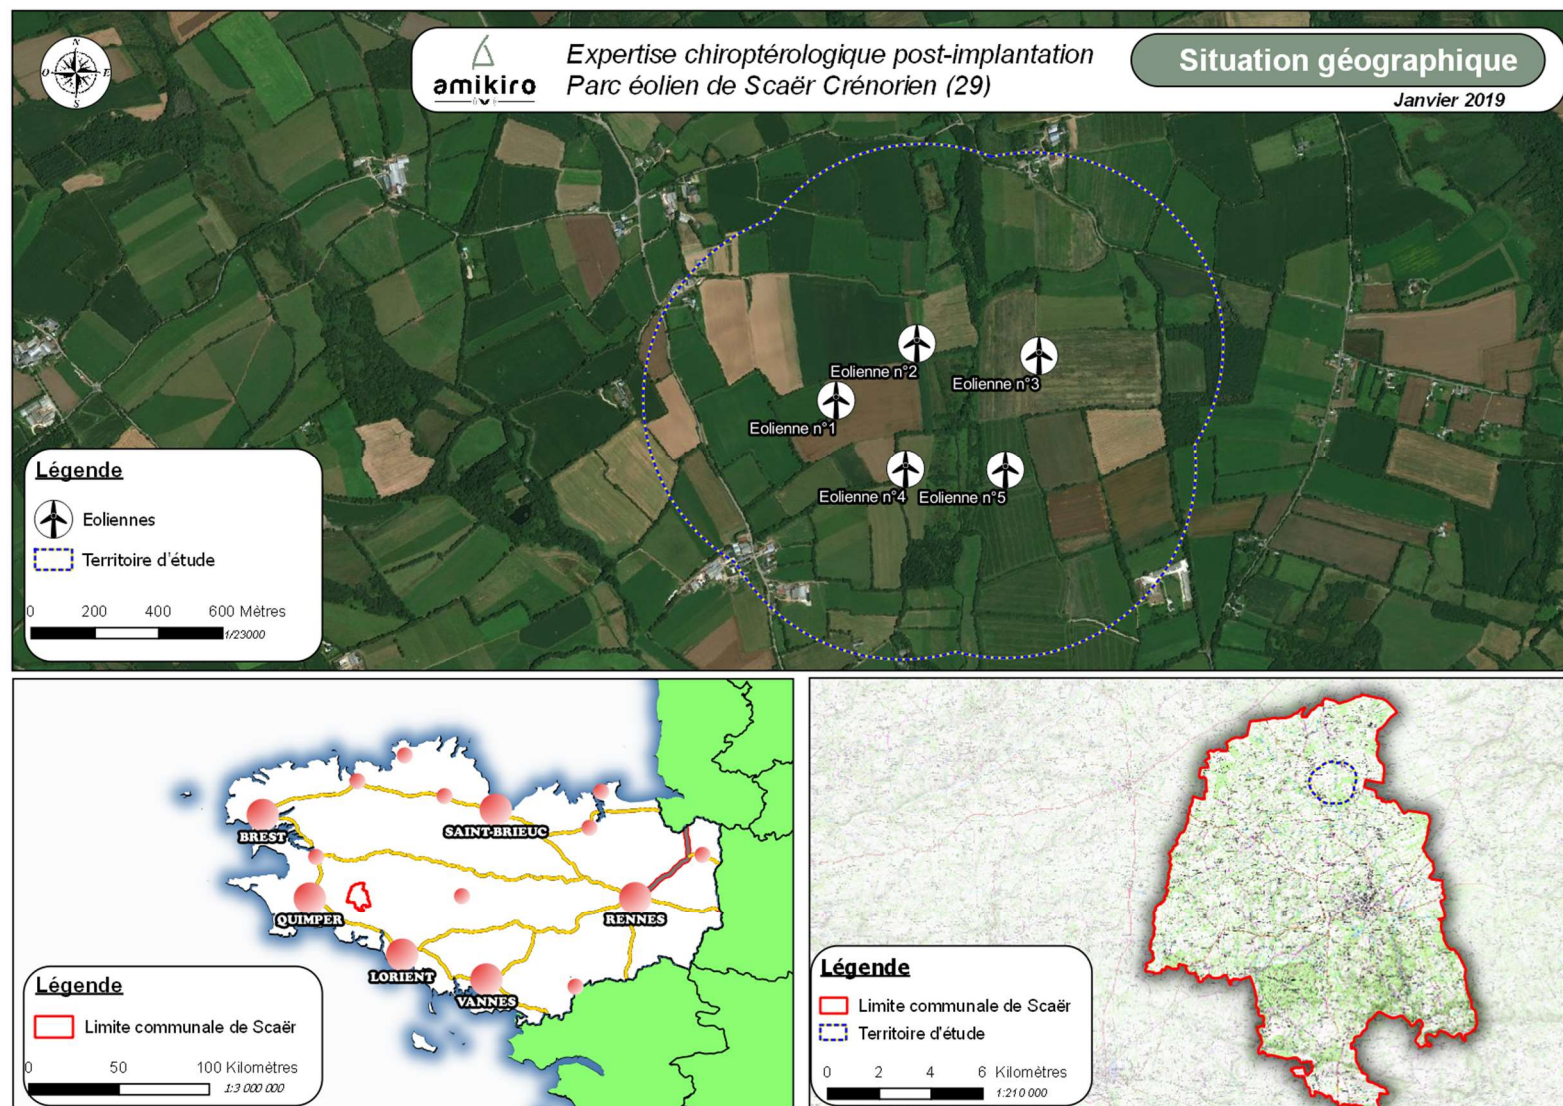 N
O
E
S
amikiro
Expertise chiroptérologique post-implantation
Parc éolien de Scaër Crénorien (29)
Situation géographique
Janvier 2019
Eolienne n°2
Eolienne n°3
Eolienne n°1
Eolienne n°4
Eolienne n°5
Légende
Eoliennes
Territoire d'étude
0 200 400 600 Mètres
1/23000
BREST
SAINT-BRIEUC
QUIMPER
RENNES
LORIENT
VANNES
Légende
Limite communale de Scaër
0 50 100 Kilomètres
1:3 000 000
Légende
Limite communale de Scaër
Territoire d'étude
0 2 4 6 Kilomètres
1:210 000